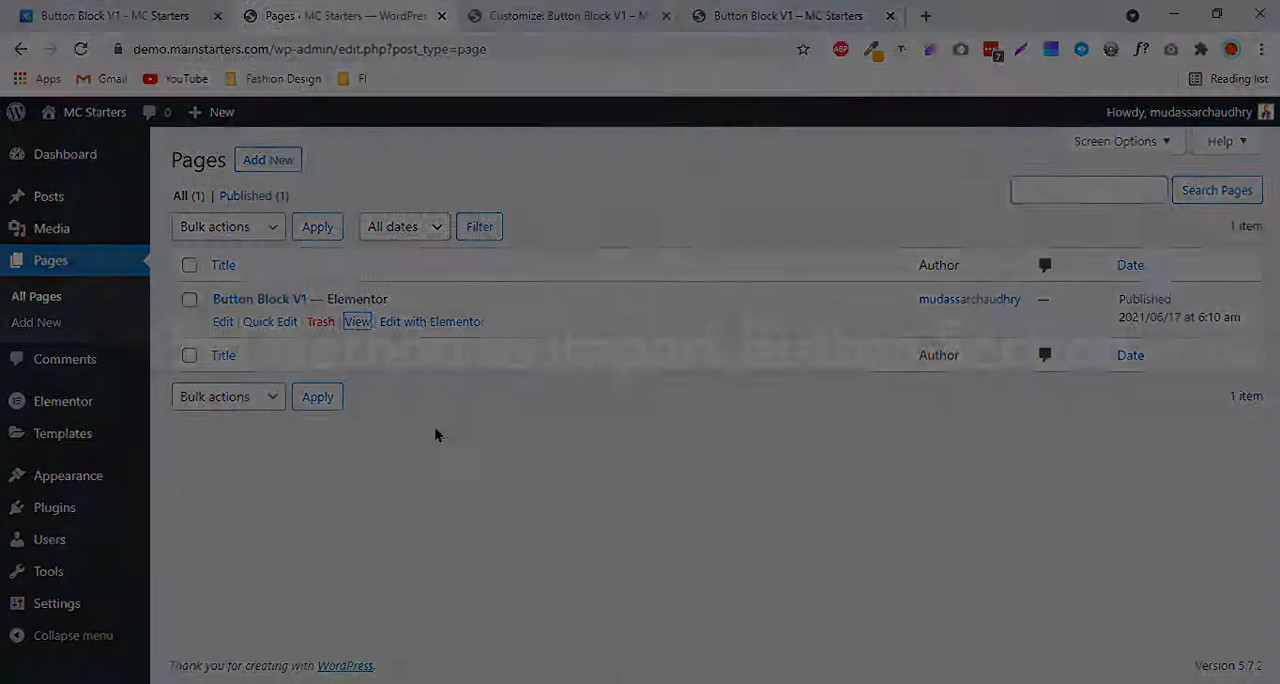 Button Block V1 – MC Starters
Pages ‹ MC Starters — WordPres
Customize: Button Block V1 – M
Button Block V1 – MC Starters
demo.mainstarters.com/wp-admin/edit.php?post_type=page
ABP
7
f?
Apps
Gmail
YouTube
Fashion Design
FI
Reading list
MC Starters
0
New
Howdy, mudassarchaudhry
Dashboard
Posts
Media
Pages
All Pages
Add New
Comments
Elementor
Templates
Appearance
Plugins
Users
Tools
Settings
Collapse menu
Screen Options
Help
Pages
Add New
All (1) | Published (1)
Search Pages
Bulk actions
Apply
All dates
Filter
1 item
Title
Author
Date
Button Block V1 — Elementor
mudassarchaudhry
—
Published
2021/06/17 at 6:10 am
Edit | Quick Edit | Trash | View | Edit with Elementor
Title
Author
Date
Bulk actions
Apply
1 item
Thank you for creating with WordPress.
Version 5.7.2